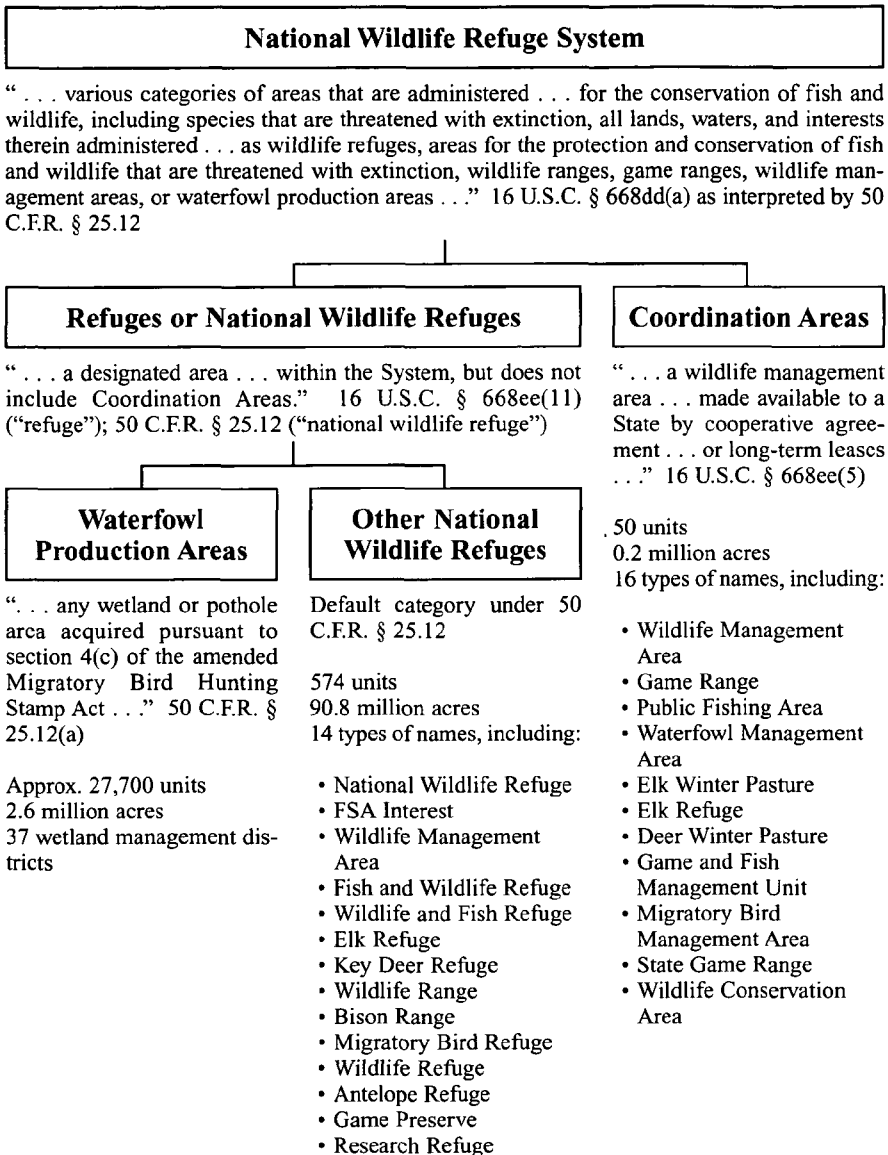 National Wildlife Refuge System
“ . . . various categories of areas that are administered . . . for the conservation of fish and
wildlife, including species that are threatened with extinction, all lands, waters, and interests
therein administered . . . as wildlife refuges, areas for the protection and conservation of fish
and wildlife that are threatened with extinction, wildlife ranges, game ranges, wildlife man-
agement areas, or waterfowl production areas . . .” 16 U.S.C. § 668dd(a) as interpreted by 50
C.F.R. § 25.12
Refuges or National Wildlife Refuges
“ . . . a designated area . . . within the System, but does not
include Coordination Areas.” 16 U.S.C. § 668ee(11)
(“refuge”); 50 C.F.R. § 25.12 (“national wildlife refuge”)
Waterfowl
Production Areas
“. . . any wetland or pothole
area acquired pursuant to
section 4(c) of the amended
Migratory Bird Hunting
Stamp Act . . .” 50 C.F.R. §
25.12(a)
Approx. 27,700 units
2.6 million acres
37 wetland management dis-
tricts
Other National
Wildlife Refuges
Default category under 50
C.F.R. § 25.12
574 units
90.8 million acres
14 types of names, including:
• National Wildlife Refuge
• FSA Interest
• Wildlife Management
Area
• Fish and Wildlife Refuge
• Wildlife and Fish Refuge
• Elk Refuge
• Key Deer Refuge
• Wildlife Range
• Bison Range
• Migratory Bird Refuge
• Wildlife Refuge
• Antelope Refuge
• Game Preserve
• Research Refuge
Coordination Areas
“ . . . a wildlife management
area . . . made available to a
State by cooperative agree-
ment . . . or long-term leases
. . .” 16 U.S.C. § 668ee(5)
50 units
0.2 million acres
16 types of names, including:
• Wildlife Management
Area
• Game Range
• Public Fishing Area
• Waterfowl Management
Area
• Elk Winter Pasture
• Elk Refuge
• Deer Winter Pasture
• Game and Fish
Management Unit
• Migratory Bird
Management Area
• State Game Range
• Wildlife Conservation
Area